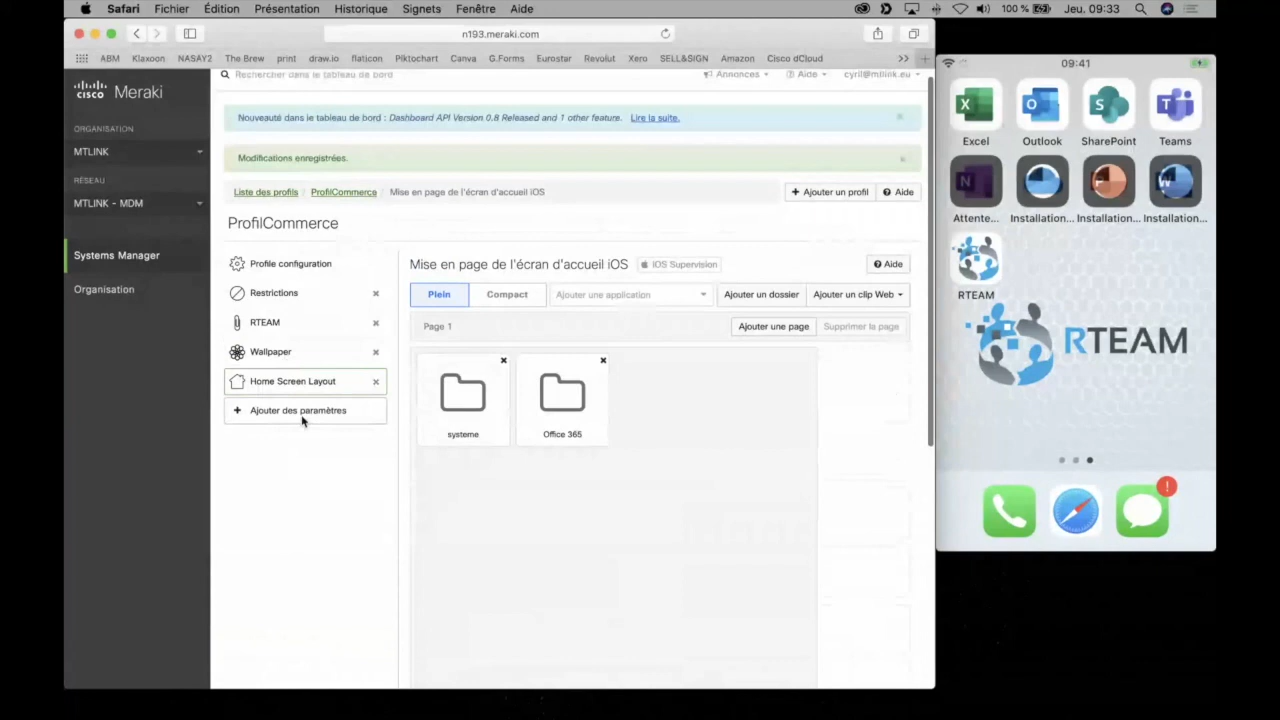 Safari Fichier Édition Présentation Historique Signets Fenêtre Aide 100 % Jeu. 09:33
n193.meraki.com
ABM Klaxoon NASAY2 The Brew print draw.io flaticon Piktochart Canva G.Forms Eurostar Revolut Xero SELL&SIGN Amazon Cisco dCloud >>
CISCO Meraki
ORGANISATION
MTLINK
RÉSEAU
MTLINK - MDM
Systems Manager
Organisation
Rechercher dans le tableau de bord Annonces Aide cyril@mtlink.eu
Nouveauté dans le tableau de bord : Dashboard API Version 0.8 Released and 1 other feature. Lire la suite.
Modifications enregistrées.
Liste des profils / ProfilCommerce / Mise en page de l'écran d'accueil iOS
+ Ajouter un profil Aide
ProfilCommerce
Profile configuration
Restrictions
RTEAM
Wallpaper
Home Screen Layout
+ Ajouter des paramètres
Mise en page de l'écran d'accueil iOS iOS Supervision Aide
Plein Compact Ajouter une application Ajouter un dossier Ajouter un clip Web
Page 1 Ajouter une page Supprimer la page
systeme Office 365
09:41
Excel Outlook SharePoint Teams
Attente... Installation... Installation... Installation...
RTEAM
RTEAM